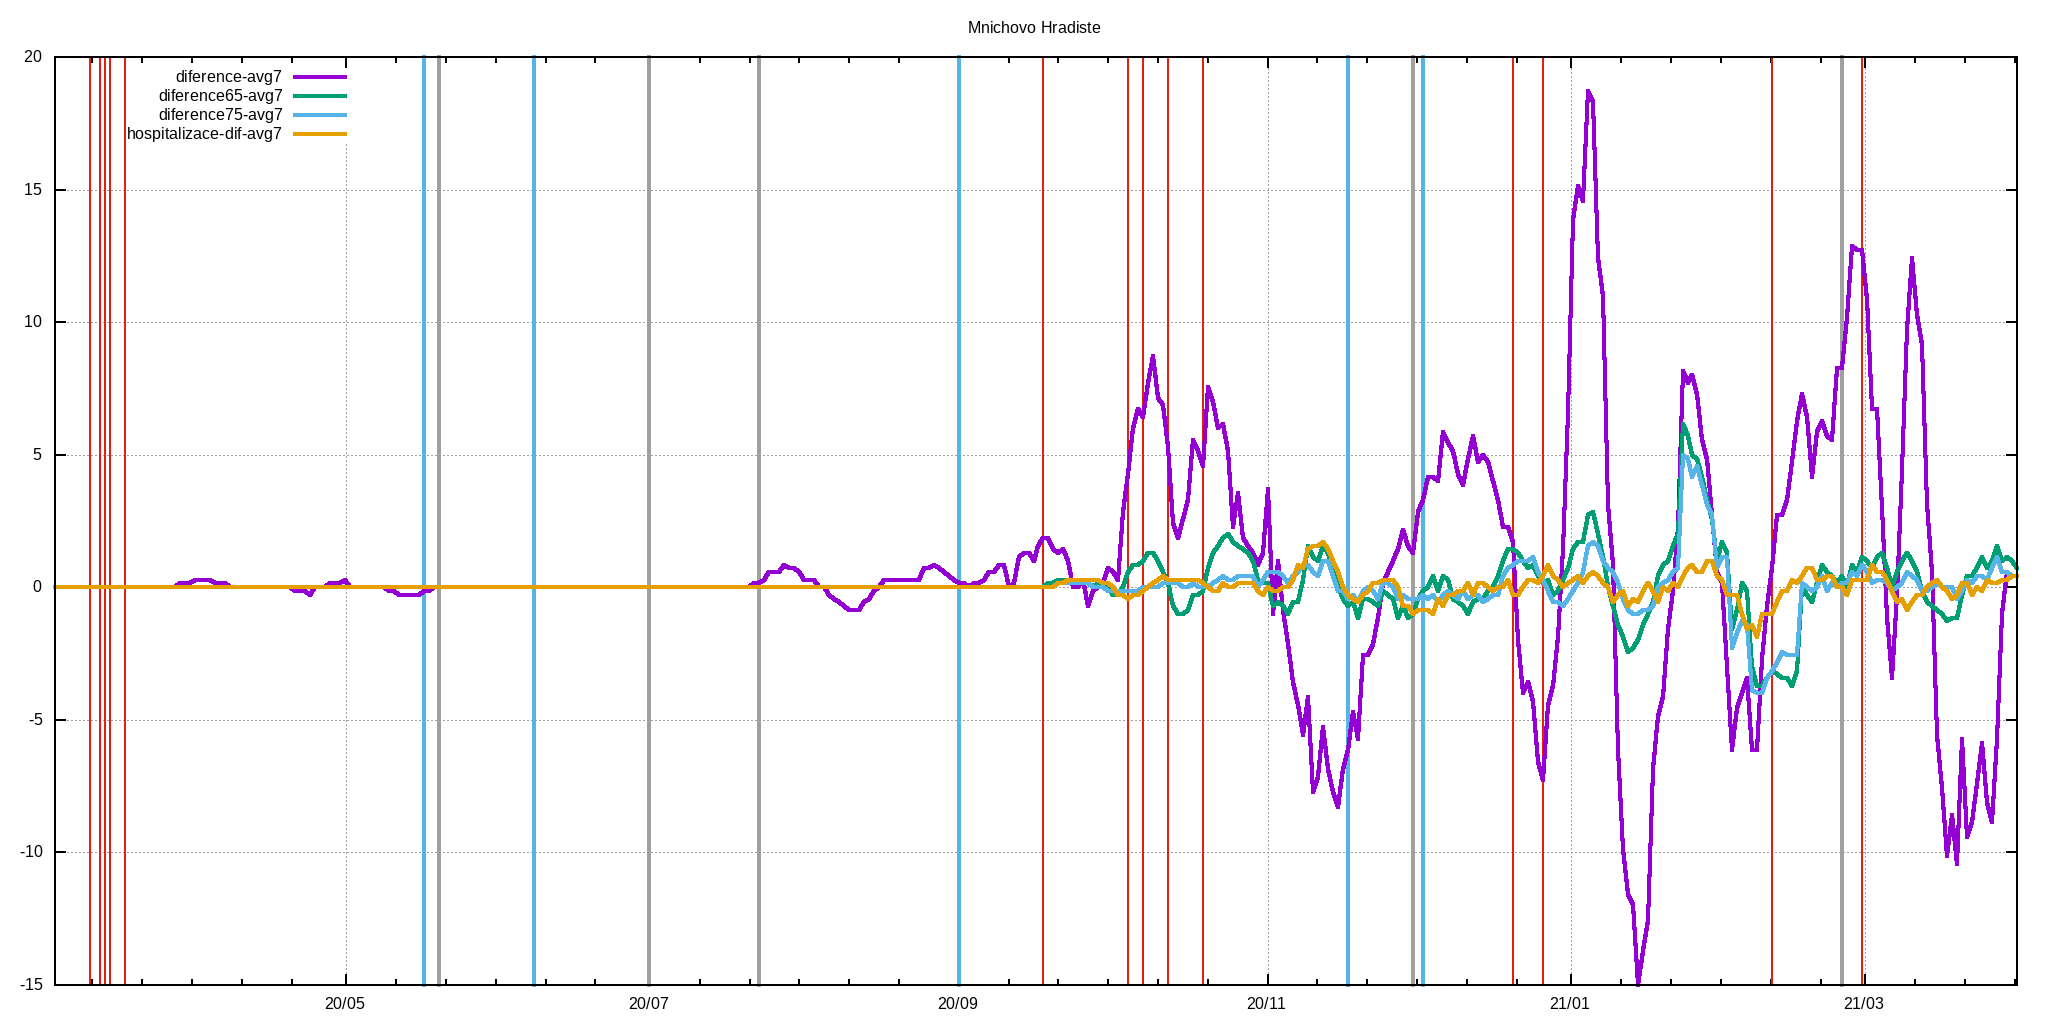 Mnichovo Hradiste
diference-avg7
diference65-avg7
diference75-avg7
hospitalizace-dif-avg7
20
15
10
5
0
-5
-10
-15
20/05 20/07 20/09 20/11 21/01 21/03